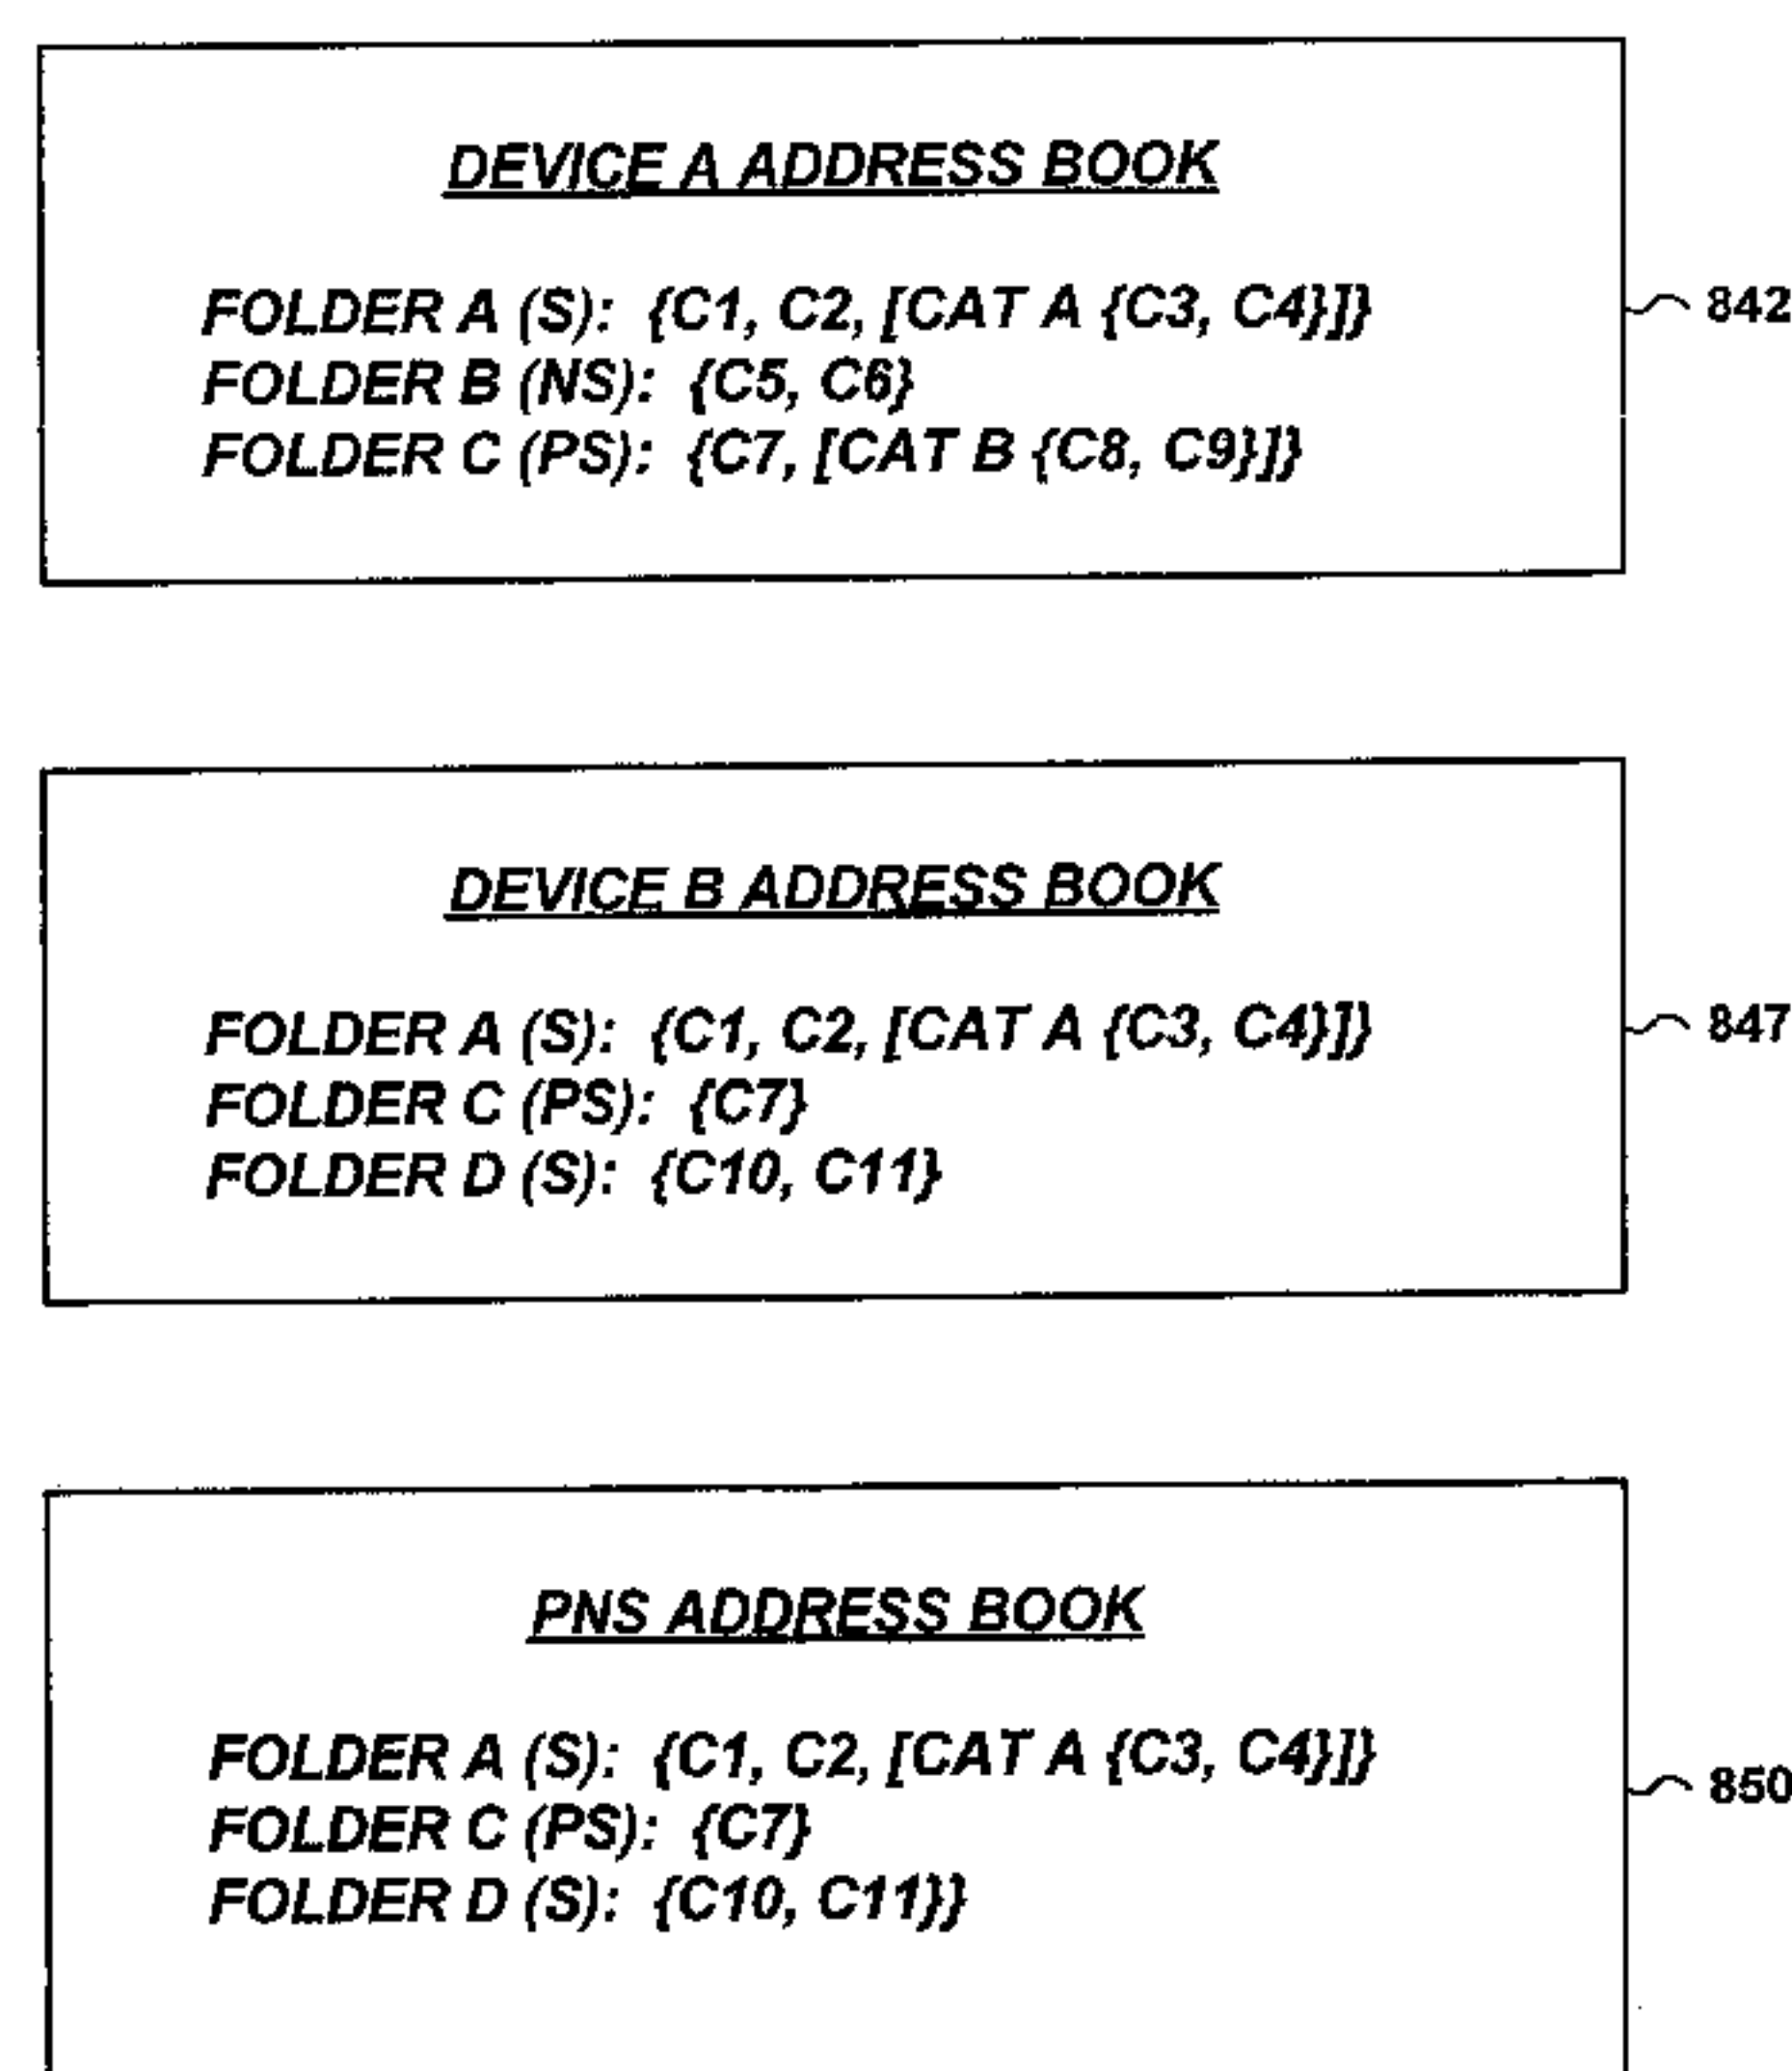 DEVICE A ADDRESS BOOK
FOLDER A (S): {C1, C2, [CAT A {C3, C4}]}
842
FOLDER B (NS): {C5, C6}
FOLDER C (PS): {C7, [CAT B {C8, C9}]}
DEVICE B ADDRESS BOOK
FOLDER A (S): {C1, C2, [CAT A {C3, C4}]}
847
FOLDER C (PS): {C7}
FOLDER D (S): {C10, C11}
PNS ADDRESS BOOK
FOLDER A (S): {C1, C2, [CAT A {C3, C4}]}
850
FOLDER C (PS): {C7}
FOLDER D (S): {C10, C11}}